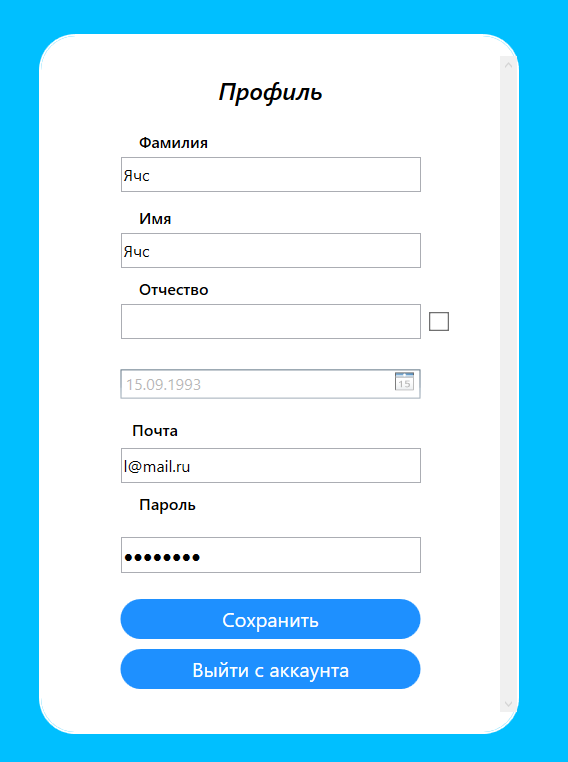 Профиль
Фамилия
Ячс
Имя
Ячс
Отчество
15.09.1993
15
Почта
l@mail.ru
Пароль
●●●●●●●●
Сохранить
Выйти с аккаунта